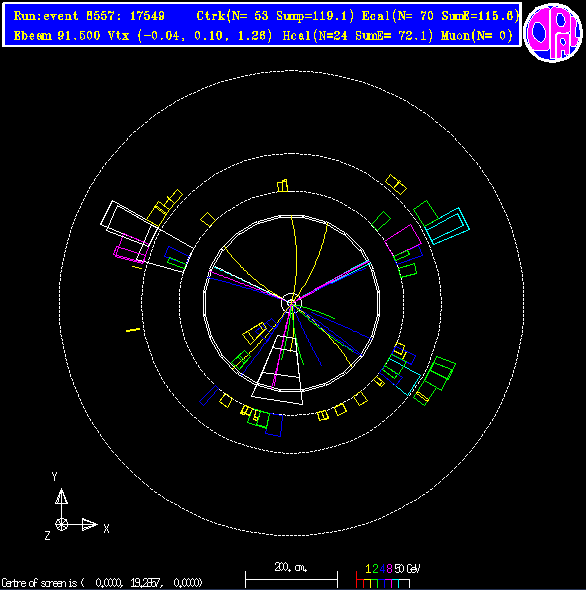 Run:event 8557: 17549 Ctrk(N= 53 Sump=119.1) Ecal(N= 70 SumE=115.6)
Ebeam 91.500 Vtx (-0.04, 0.10, 1.26) Hcal(N=24 SumE= 72.1) Muon(N= 0)
OPAL
Y
X
Z
200. cm.
1 2 4 8 50 GeV
Centre of screen is ( 0.0000, 19.2857, 0.0000)